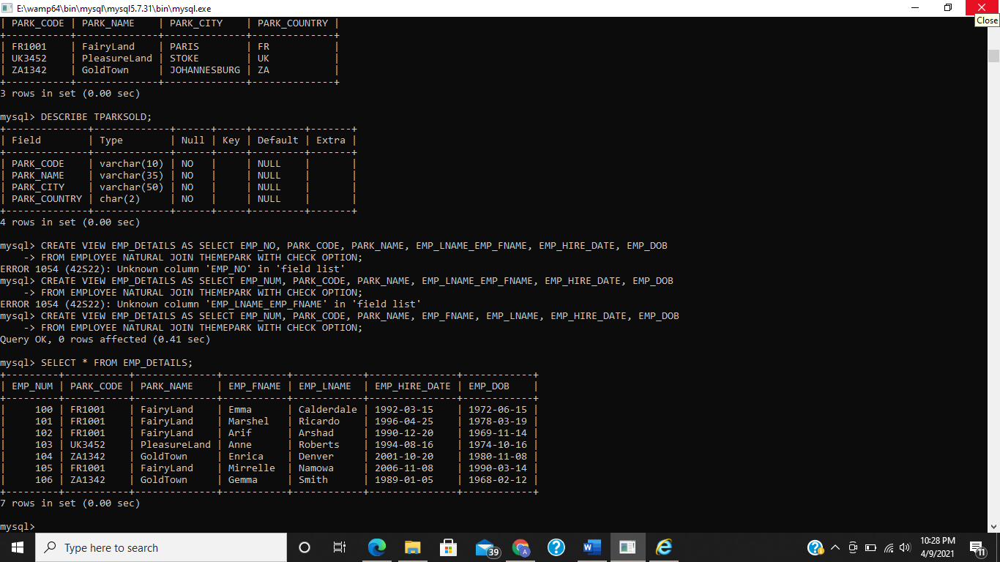 E:\wamp64\bin\mysql\mysql5.7.31\bin\mysql.exe
Close
| PARK_CODE | PARK_NAME    | PARK_CITY    | PARK_COUNTRY |
+-----------+--------------+--------------+--------------+
| FR1001    | FairyLand    | PARIS        | FR           |
| UK3452    | PleasureLand | STOKE        | UK           |
| ZA1342    | GoldTown     | JOHANNESBURG | ZA           |
+-----------+--------------+--------------+--------------+
3 rows in set (0.00 sec)
mysql> DESCRIBE TPARKSOLD;
+--------------+-------------+------+-----+---------+-------+
| Field        | Type        | Null | Key | Default | Extra |
+--------------+-------------+------+-----+---------+-------+
| PARK_CODE    | varchar(10) | NO   |     | NULL    |       |
| PARK_NAME    | varchar(35) | NO   |     | NULL    |       |
| PARK_CITY    | varchar(50) | NO   |     | NULL    |       |
| PARK_COUNTRY | char(2)     | NO   |     | NULL    |       |
+--------------+-------------+------+-----+---------+-------+
4 rows in set (0.00 sec)
mysql> CREATE VIEW EMP_DETAILS AS SELECT EMP_NO, PARK_CODE, PARK_NAME, EMP_LNAME_EMP_FNAME, EMP_HIRE_DATE, EMP_DOB
    -> FROM EMPLOYEE NATURAL JOIN THEMEPARK WITH CHECK OPTION;
ERROR 1054 (42S22): Unknown column 'EMP_NO' in 'field list'
mysql> CREATE VIEW EMP_DETAILS AS SELECT EMP_NUM, PARK_CODE, PARK_NAME, EMP_LNAME_EMP_FNAME, EMP_HIRE_DATE, EMP_DOB
    -> FROM EMPLOYEE NATURAL JOIN THEMEPARK WITH CHECK OPTION;
ERROR 1054 (42S22): Unknown column 'EMP_LNAME_EMP_FNAME' in 'field list'
mysql> CREATE VIEW EMP_DETAILS AS SELECT EMP_NUM, PARK_CODE, PARK_NAME, EMP_FNAME, EMP_LNAME, EMP_HIRE_DATE, EMP_DOB
    -> FROM EMPLOYEE NATURAL JOIN THEMEPARK WITH CHECK OPTION;
Query OK, 0 rows affected (0.41 sec)
mysql> SELECT * FROM EMP_DETAILS;
+---------+-----------+--------------+-----------+------------+---------------+------------+
| EMP_NUM | PARK_CODE | PARK_NAME    | EMP_FNAME | EMP_LNAME  | EMP_HIRE_DATE | EMP_DOB    |
+---------+-----------+--------------+-----------+------------+---------------+------------+
|     100 | FR1001    | FairyLand    | Emma      | Calderdale | 1992-03-15    | 1972-06-15 |
|     101 | FR1001    | FairyLand    | Marshel   | Ricardo    | 1996-04-25    | 1978-03-19 |
|     102 | FR1001    | FairyLand    | Arif      | Arshad     | 1990-12-20    | 1969-11-14 |
|     103 | UK3452    | PleasureLand | Anne      | Roberts    | 1994-08-16    | 1974-10-16 |
|     104 | ZA1342    | GoldTown     | Enrica    | Denver     | 2001-10-20    | 1980-11-08 |
|     105 | FR1001    | FairyLand    | Mirrelle  | Namowa     | 2006-11-08    | 1990-03-14 |
|     106 | ZA1342    | GoldTown     | Gemma     | Smith      | 1989-01-05    | 1968-02-12 |
+---------+-----------+--------------+-----------+------------+---------------+------------+
7 rows in set (0.00 sec)
mysql>
Type here to search
39
A
W
10:28 PM
4/9/2021
11